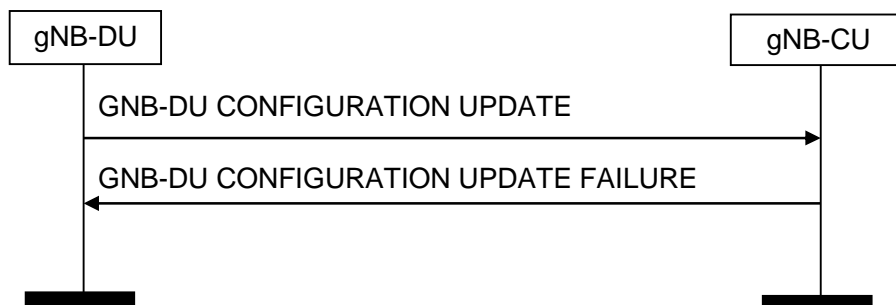 gNB-DU
gNB-CU
GNB-DU CONFIGURATION UPDATE
GNB-DU CONFIGURATION UPDATE FAILURE